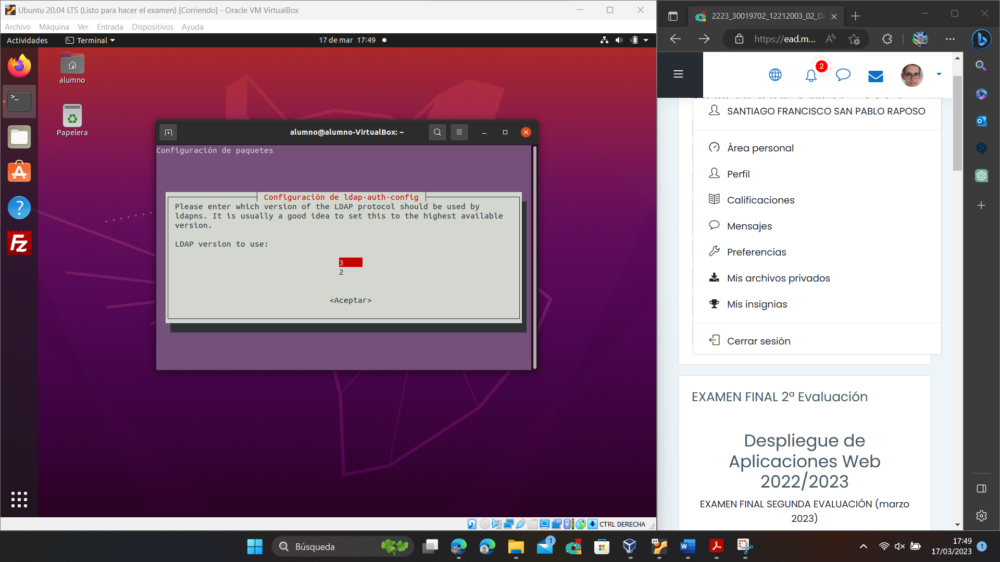 Ubuntu 20.04 LTS (Listo para hacer el examen) [Corriendo] - Oracle VM VirtualBox
Archivo Máquina Ver Entrada Dispositivos Ayuda
Actividades Terminal 17 de mar 17:49
alumno
Papelera
alumno@alumno-VirtualBox: ~
Configuración de paquetes
Configuración de ldap-auth-config
Please enter which version of the LDAP protocol should be used by
ldapns. It is usually a good idea to set this to the highest available
version.
LDAP version to use:
3
2
<Aceptar>
CTRL DERECHA
2223_30019702_12212003_02_DA
https://ead.m...
2
SANTIAGO FRANCISCO SAN PABLO RAPOSO
Área personal
Perfil
Calificaciones
Mensajes
Preferencias
Mis archivos privados
Mis insignias
Cerrar sesión
EXAMEN FINAL 2ª Evaluación
Despliegue de
Aplicaciones Web
2022/2023
EXAMEN FINAL SEGUNDA EVALUACIÓN (marzo
2023)
Búsqueda
1
17:49
17/03/2023
1